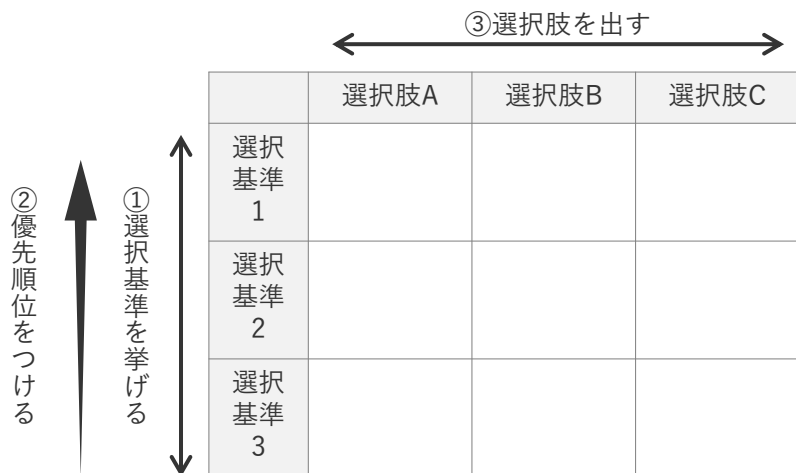 ③選択肢を出す
選択肢A
選択肢B
選択肢C
②優先順位をつける
①選択基準を挙げる
選択
基準
1
選択
基準
2
選択
基準
3